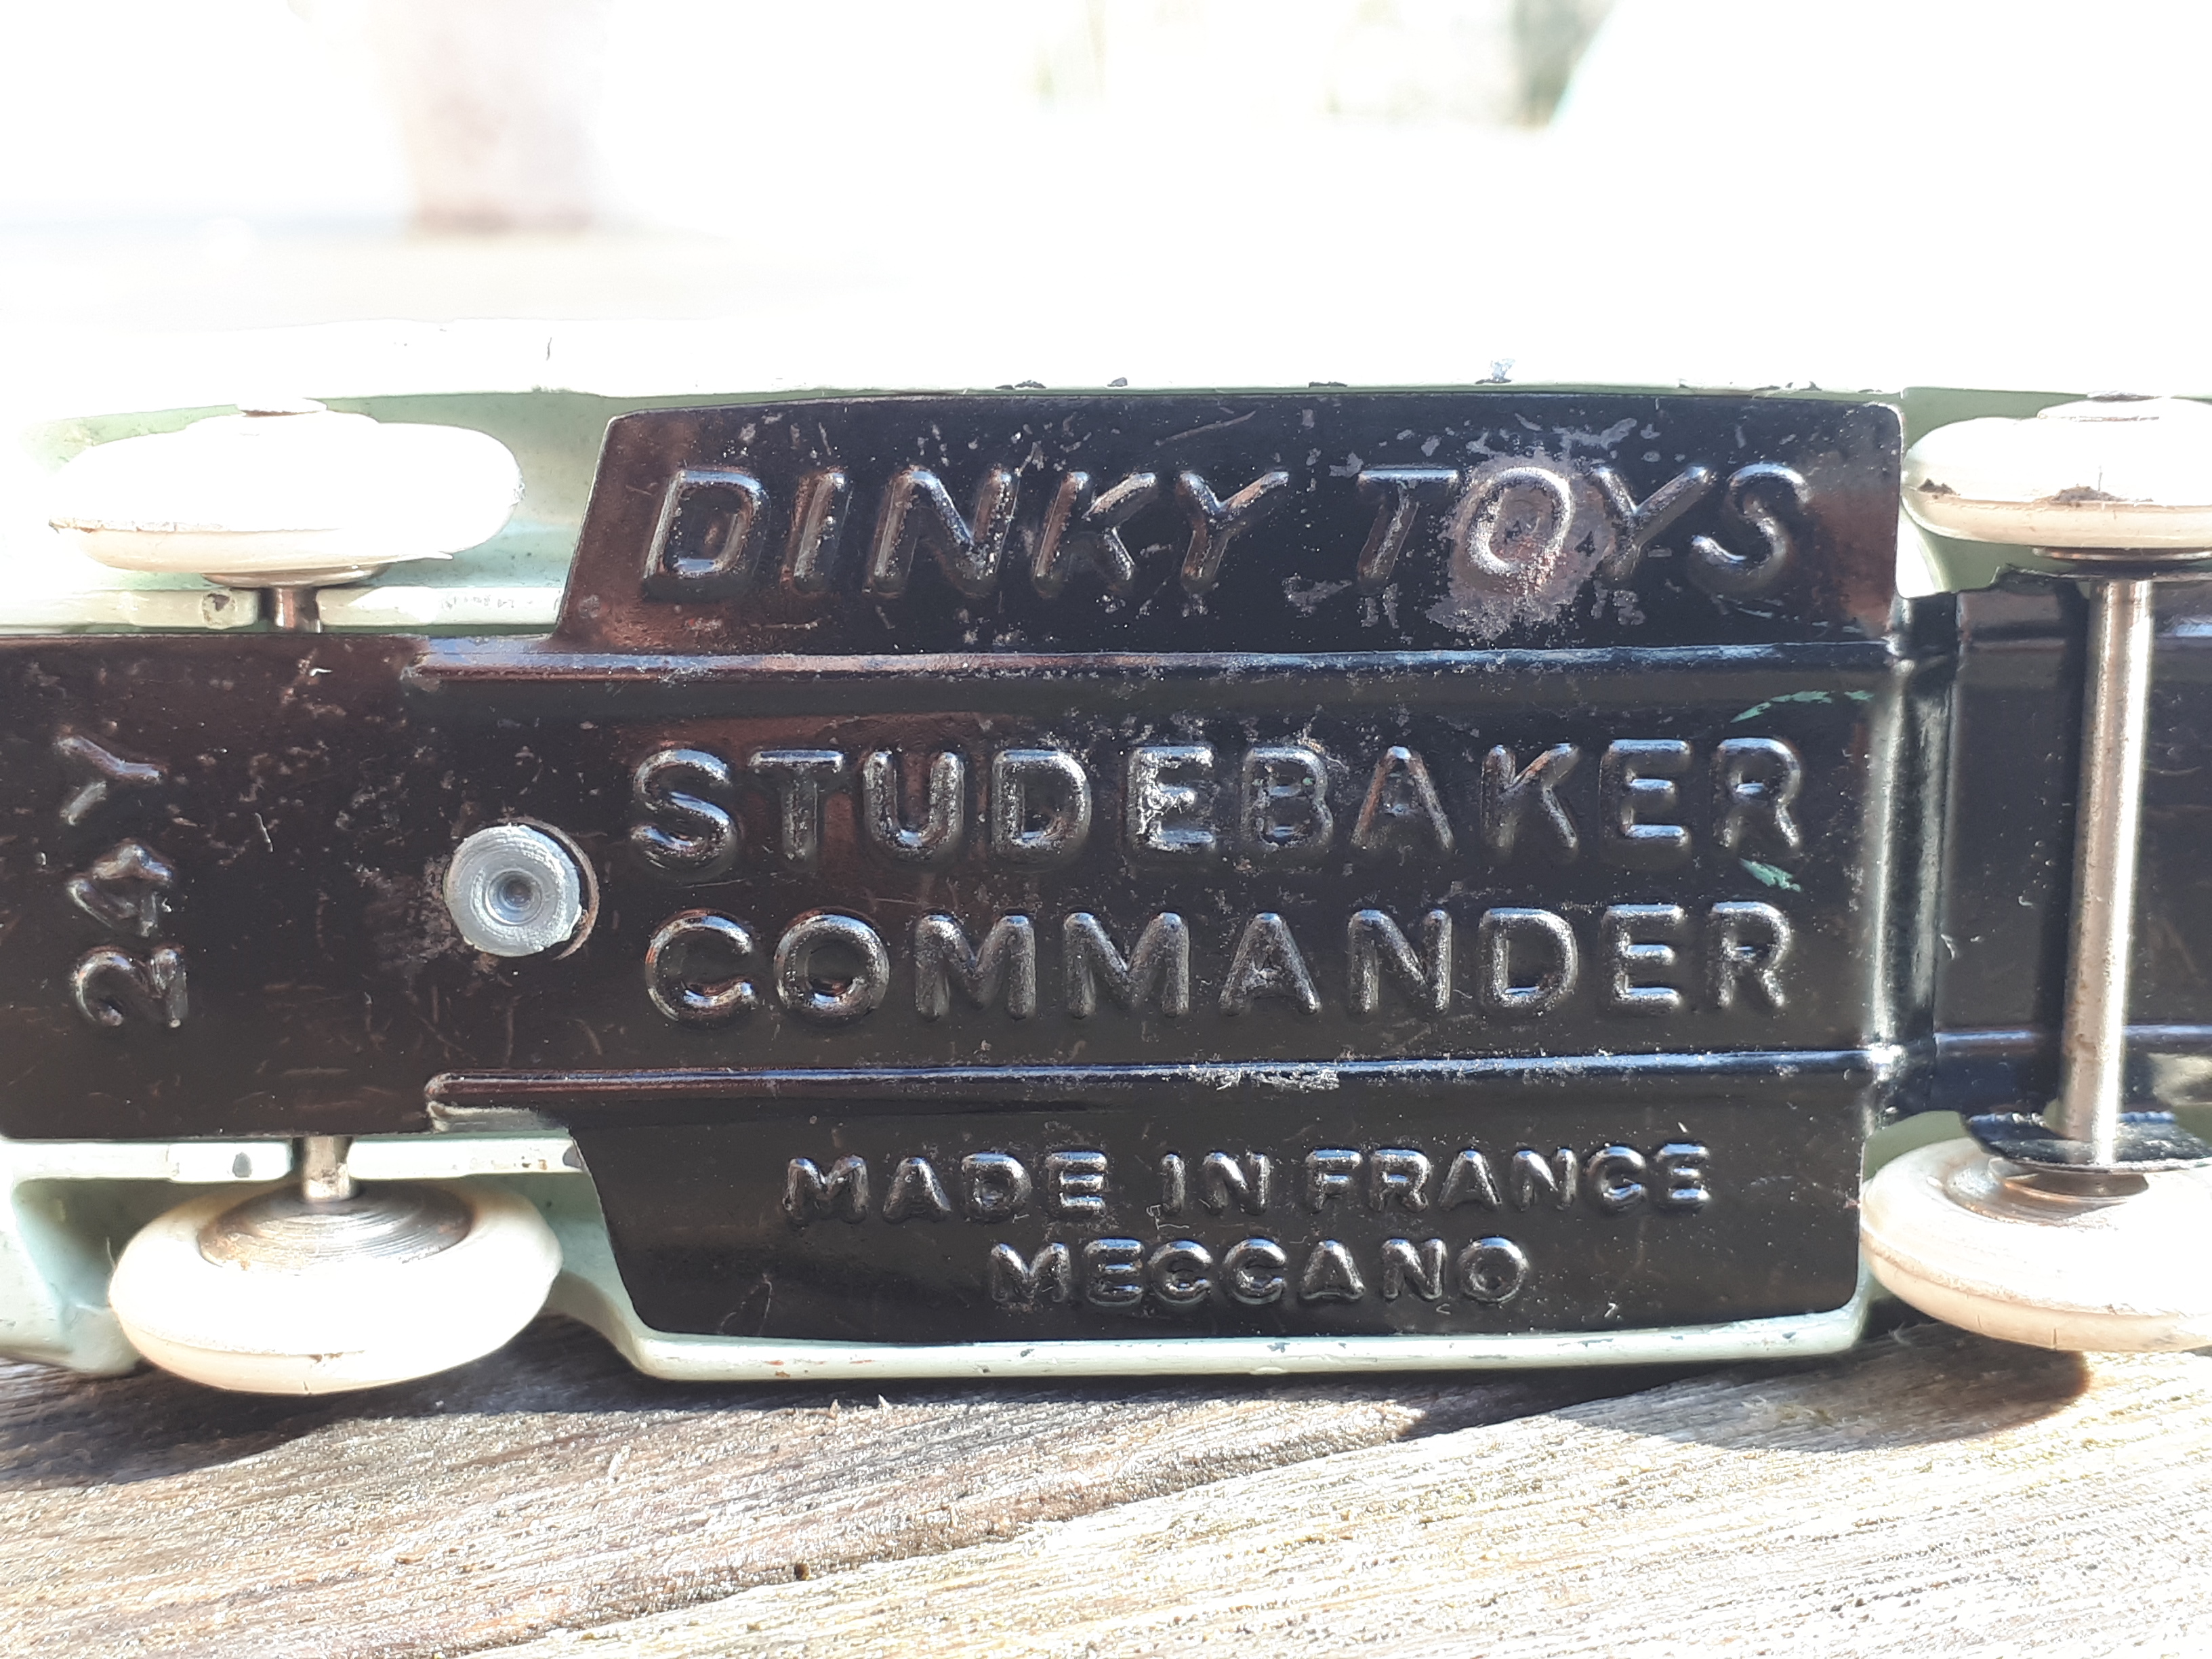 DINKY TOYS
24Y
STUDEBAKER
COMMANDER
MADE IN FRANCE
MECCANO